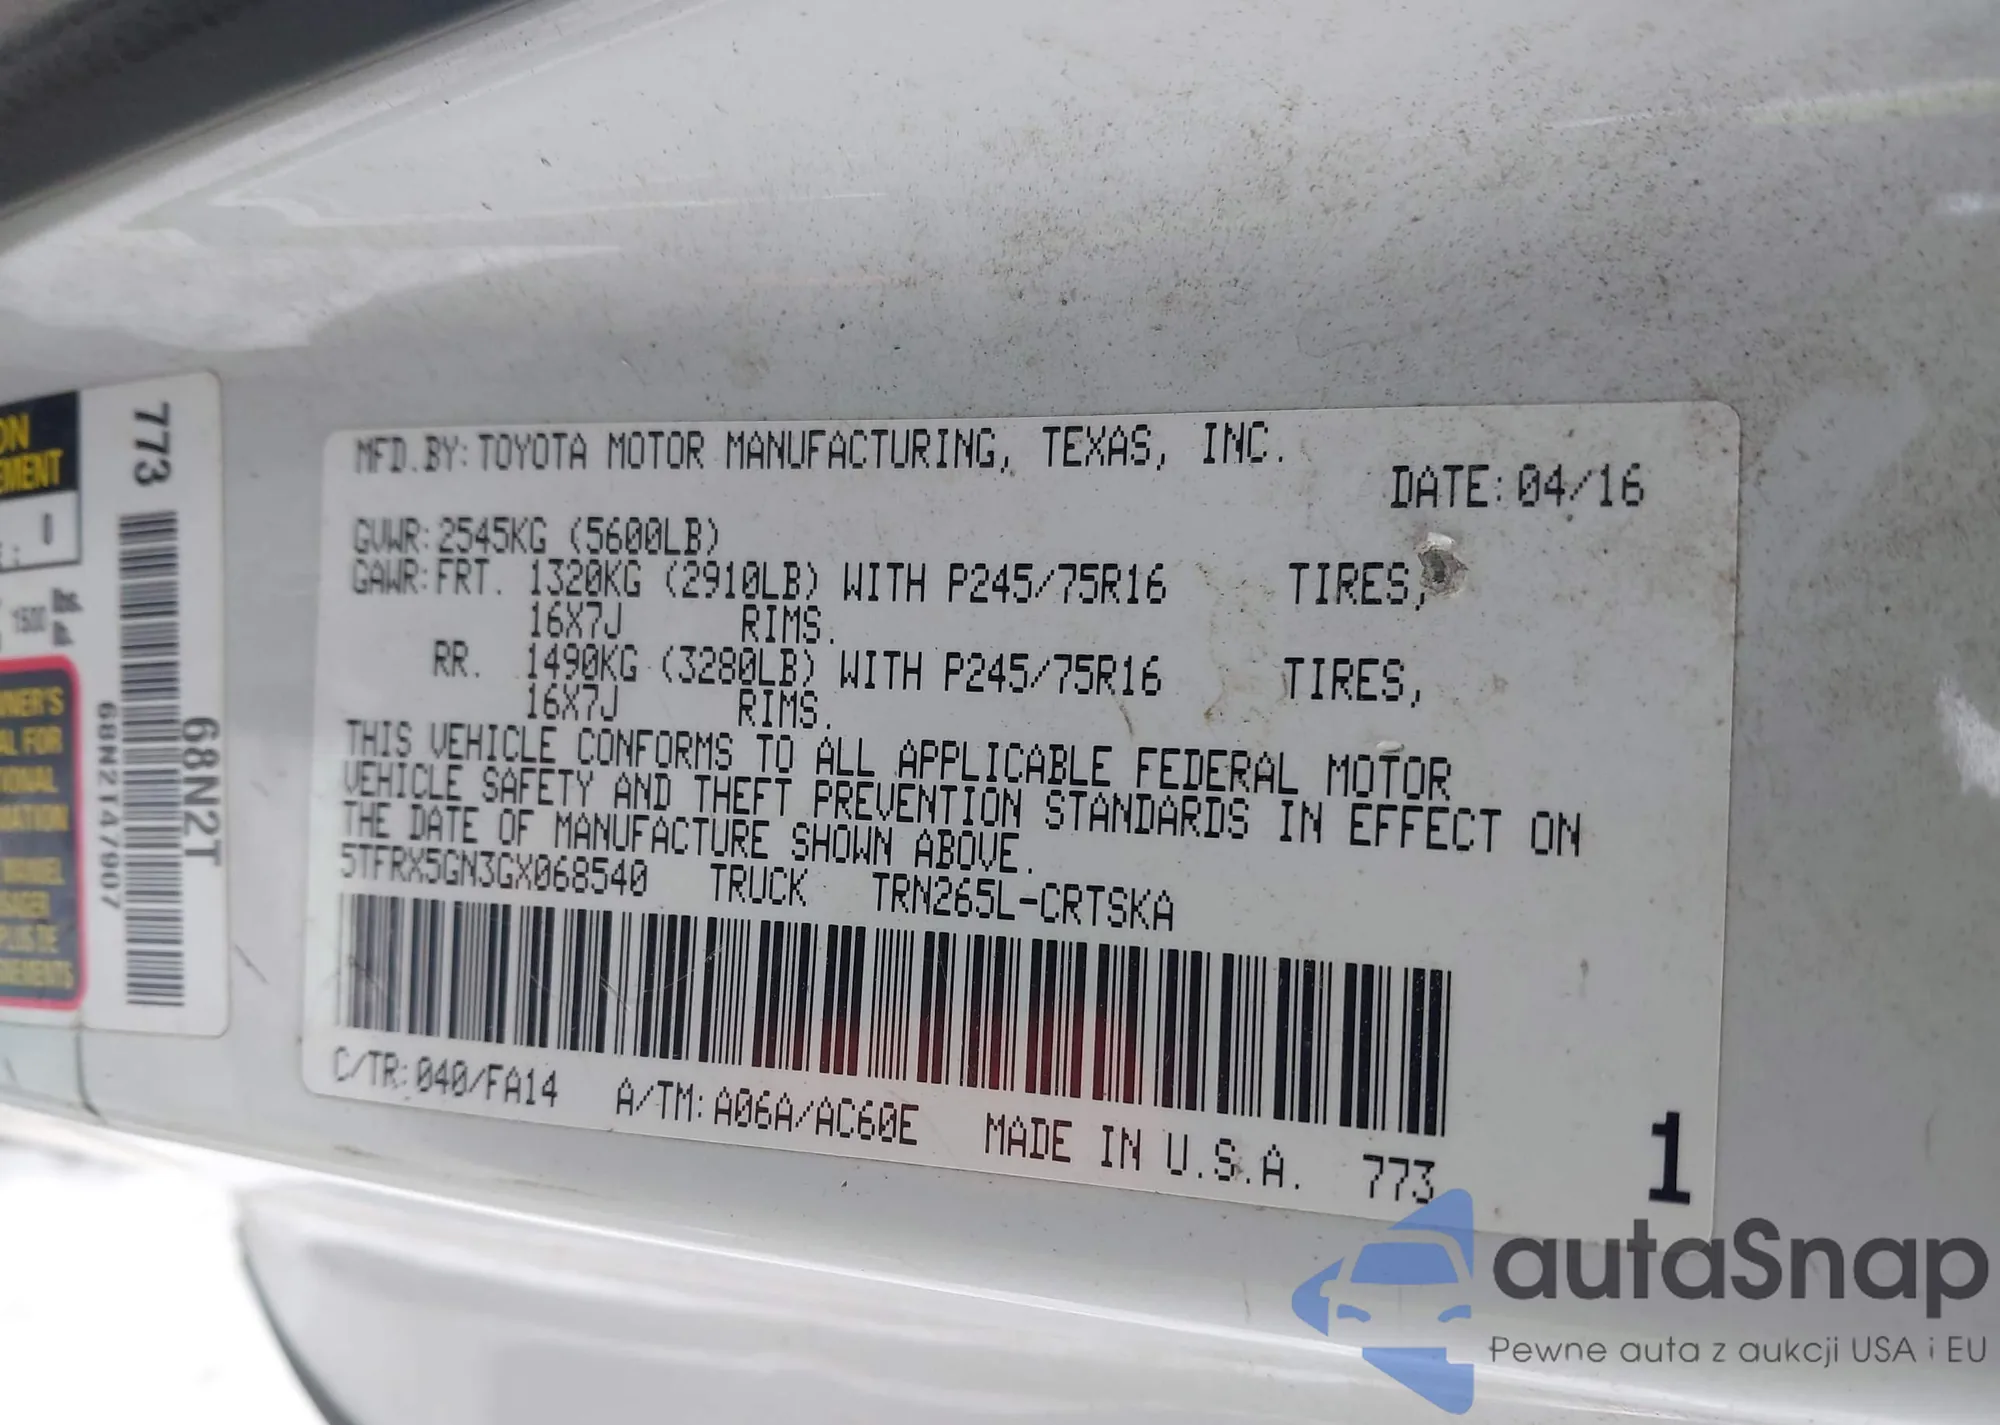 MFD.BY: TOYOTA MOTOR MANUFACTURING, TEXAS, INC.
DATE: 04/16
GVWR: 2545KG (5600LB)
GAWR: FRT. 1320KG (2910LB) WITH P245/75R16 TIRES,
16X7J RIMS.
RR. 1490KG (3280LB) WITH P245/75R16 TIRES,
16X7J RIMS.
THIS VEHICLE CONFORMS TO ALL APPLICABLE FEDERAL MOTOR
VEHICLE SAFETY AND THEFT PREVENTION STANDARDS IN EFFECT ON
THE DATE OF MANUFACTURE SHOWN ABOVE.
5TFRX5GN3GX068540 TRUCK TRN265L-CRTSKA
C/TR: 040/FA14 A/TM: A06A/AC60E MADE IN U.S.A. 773
1
773
68N2T
68N2147907
1500 lbs.
lb.
autaSnap
Pewne auta z aukcji USA i EU